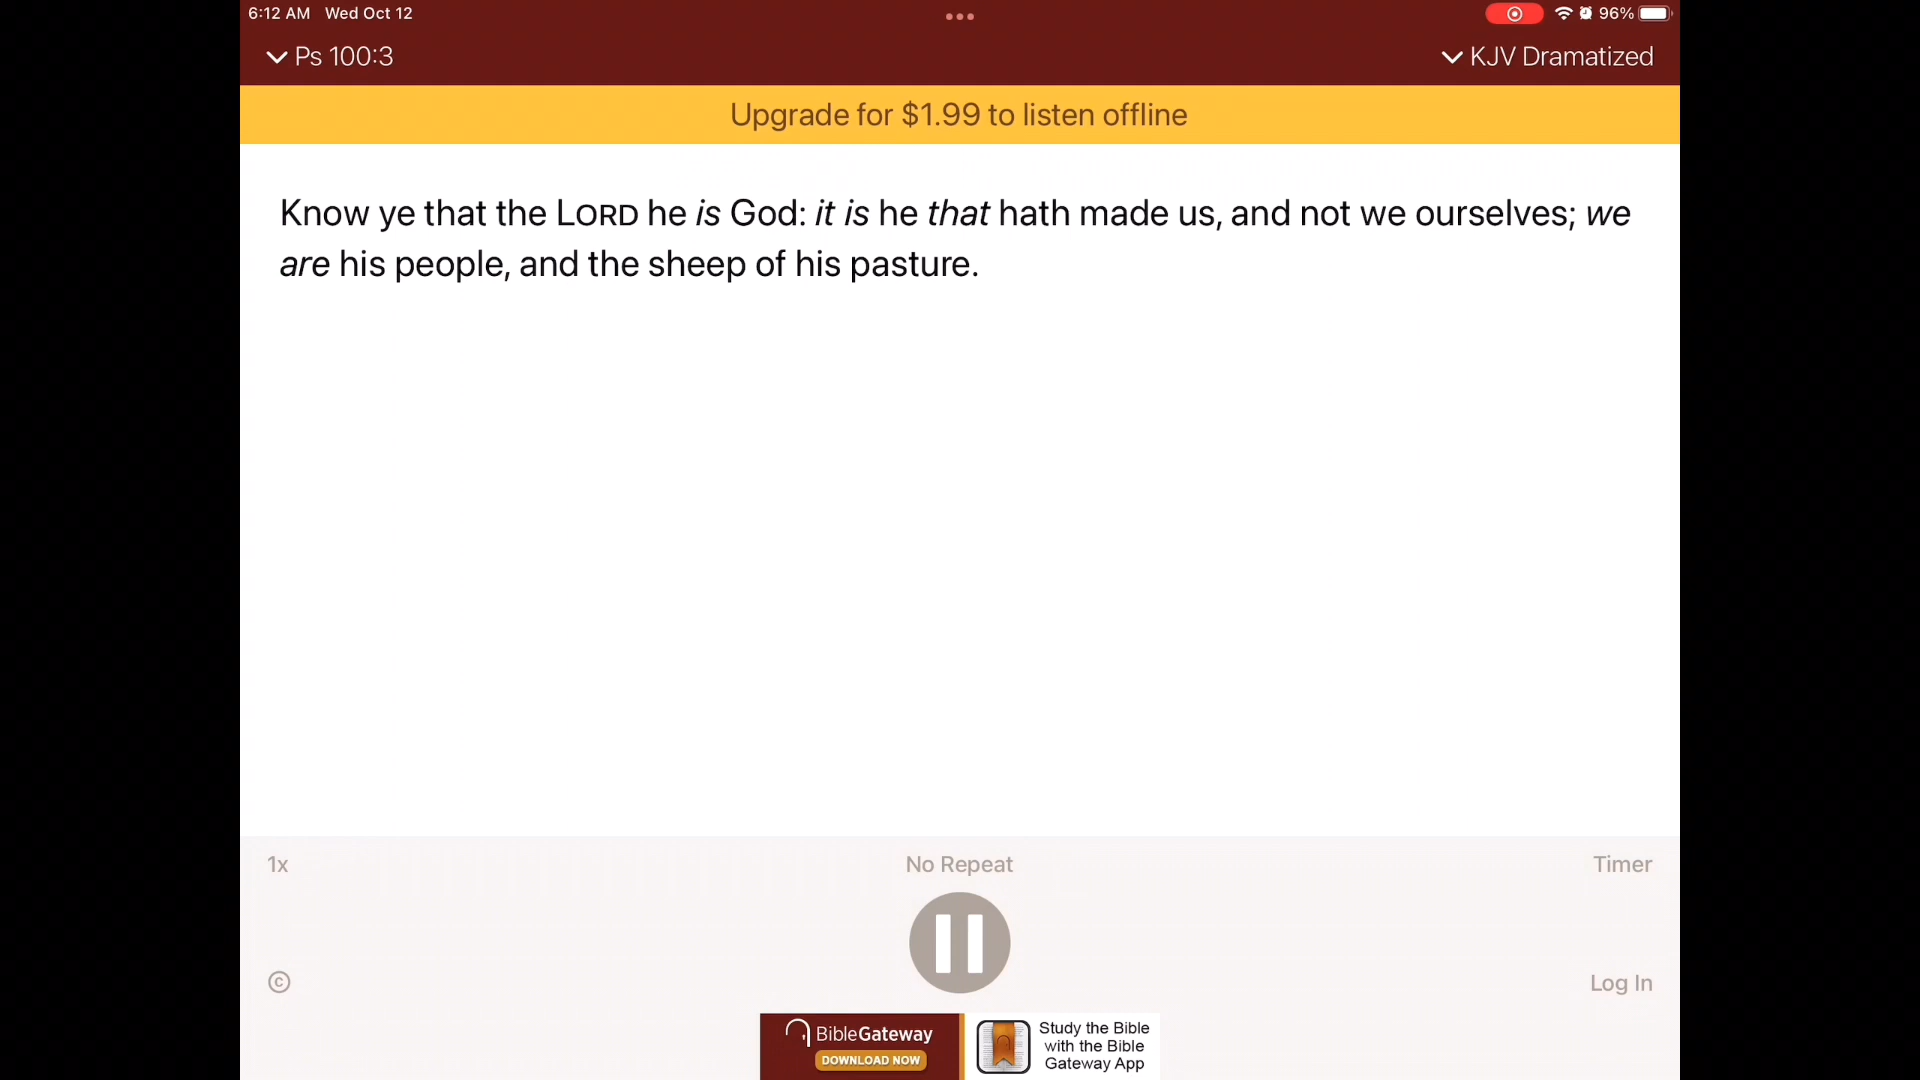 6:12 AM Wed Oct 12
96%
Ps 100:3
KJV Dramatized
Upgrade for $1.99 to listen offline
Know ye that the LORD he is God: it is he that hath made us, and not we ourselves; we
are his people, and the sheep of his pasture.
1x
No Repeat
Timer
©
Log In
BibleGateway
DOWNLOAD NOW
Study the Bible
with the Bible
Gateway App